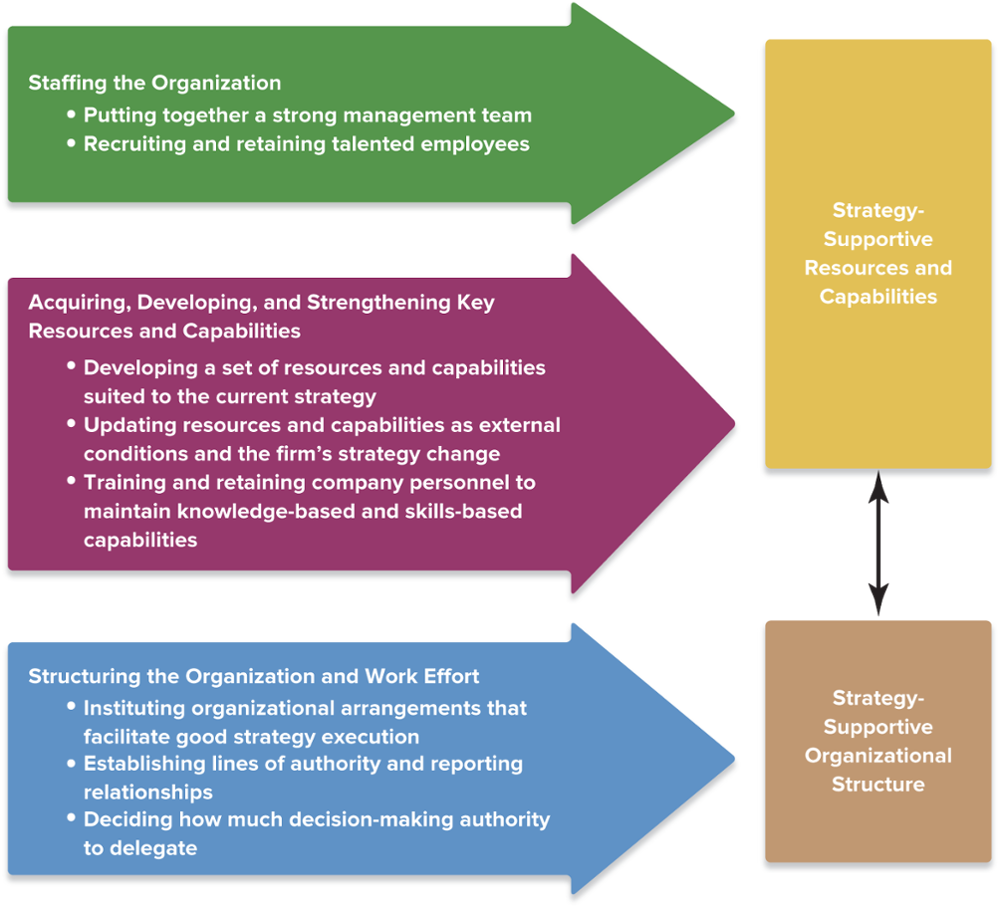 Staffing the Organization
• Putting together a strong management team
• Recruiting and retaining talented employees
Acquiring, Developing, and Strengthening Key
Resources and Capabilities
• Developing a set of resources and capabilities
suited to the current strategy
• Updating resources and capabilities as external
conditions and the firm’s strategy change
• Training and retaining company personnel to
maintain knowledge-based and skills-based
capabilities
Structuring the Organization and Work Effort
• Instituting organizational arrangements that
facilitate good strategy execution
• Establishing lines of authority and reporting
relationships
• Deciding how much decision-making authority
to delegate
Strategy-
Supportive
Resources and
Capabilities
Strategy-
Supportive
Organizational
Structure